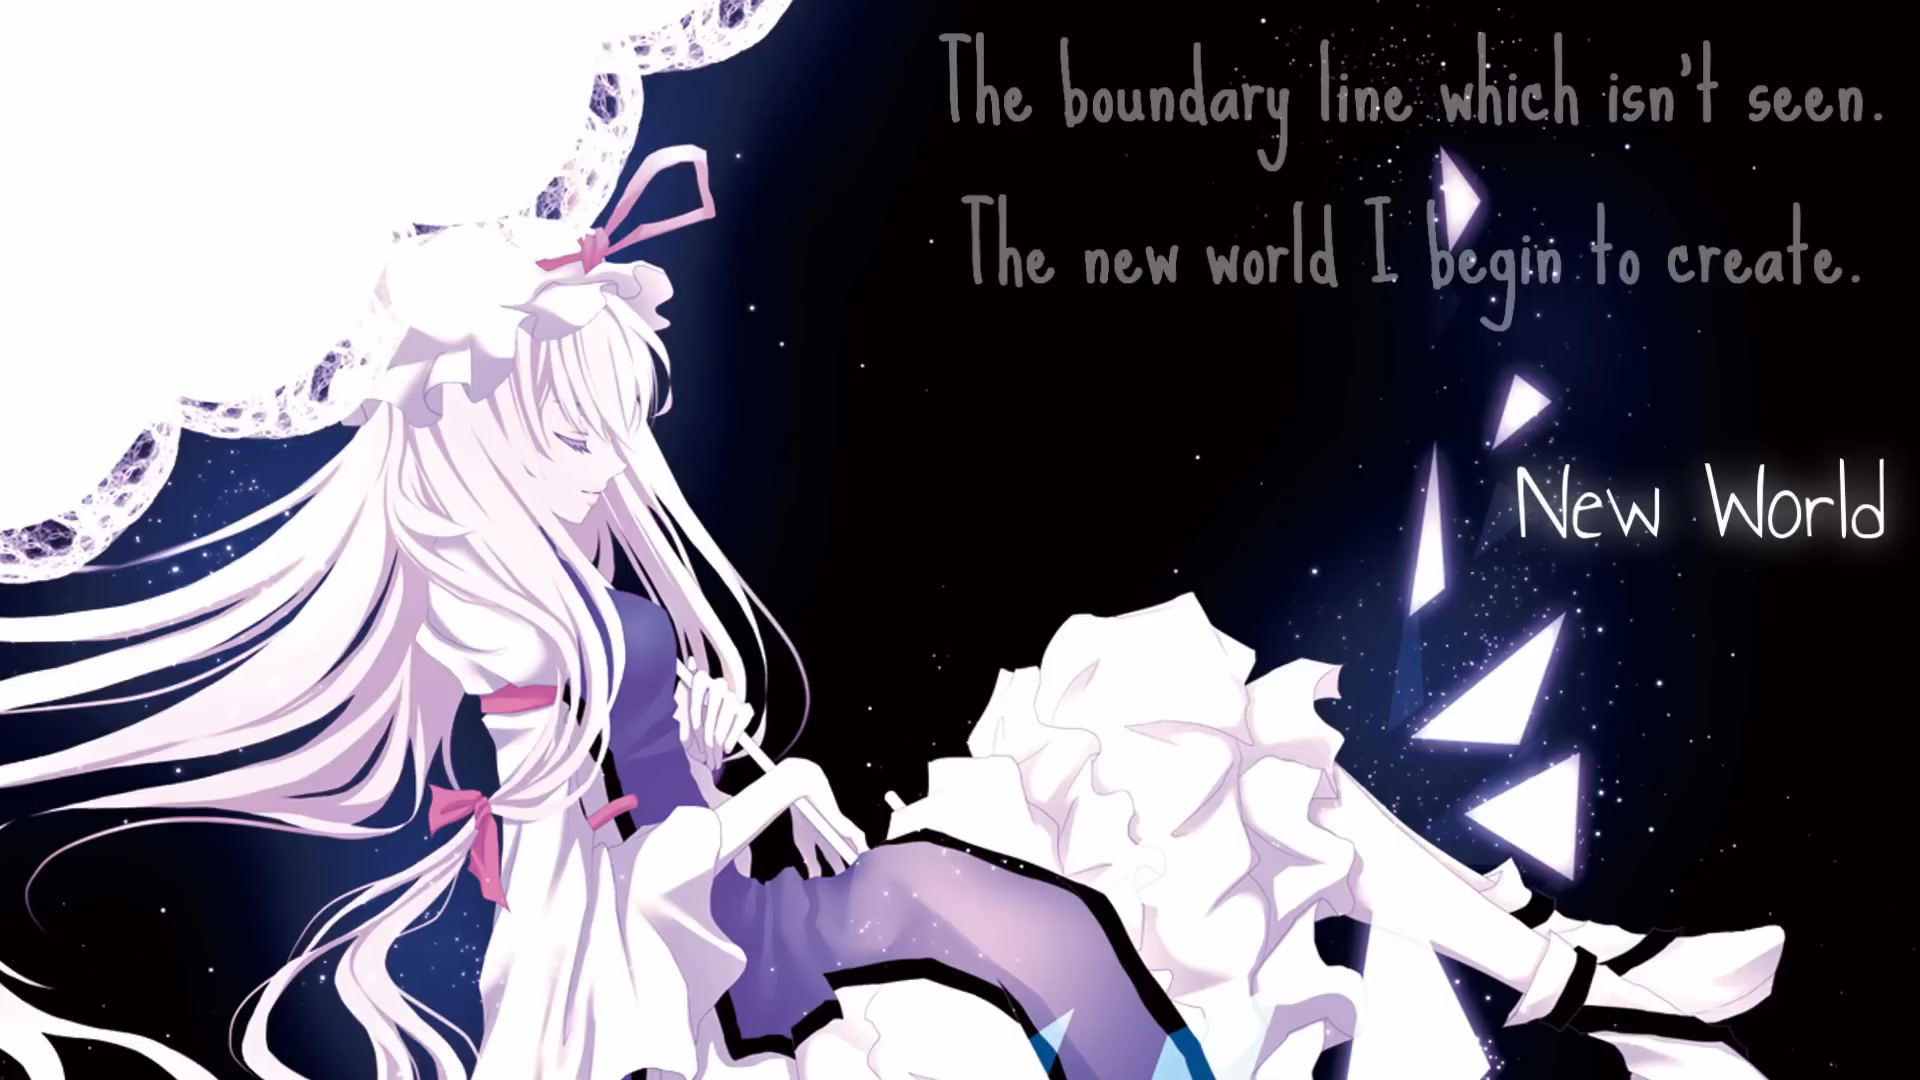 The boundary line which isn't seen.
The new world I begin to create.
New World